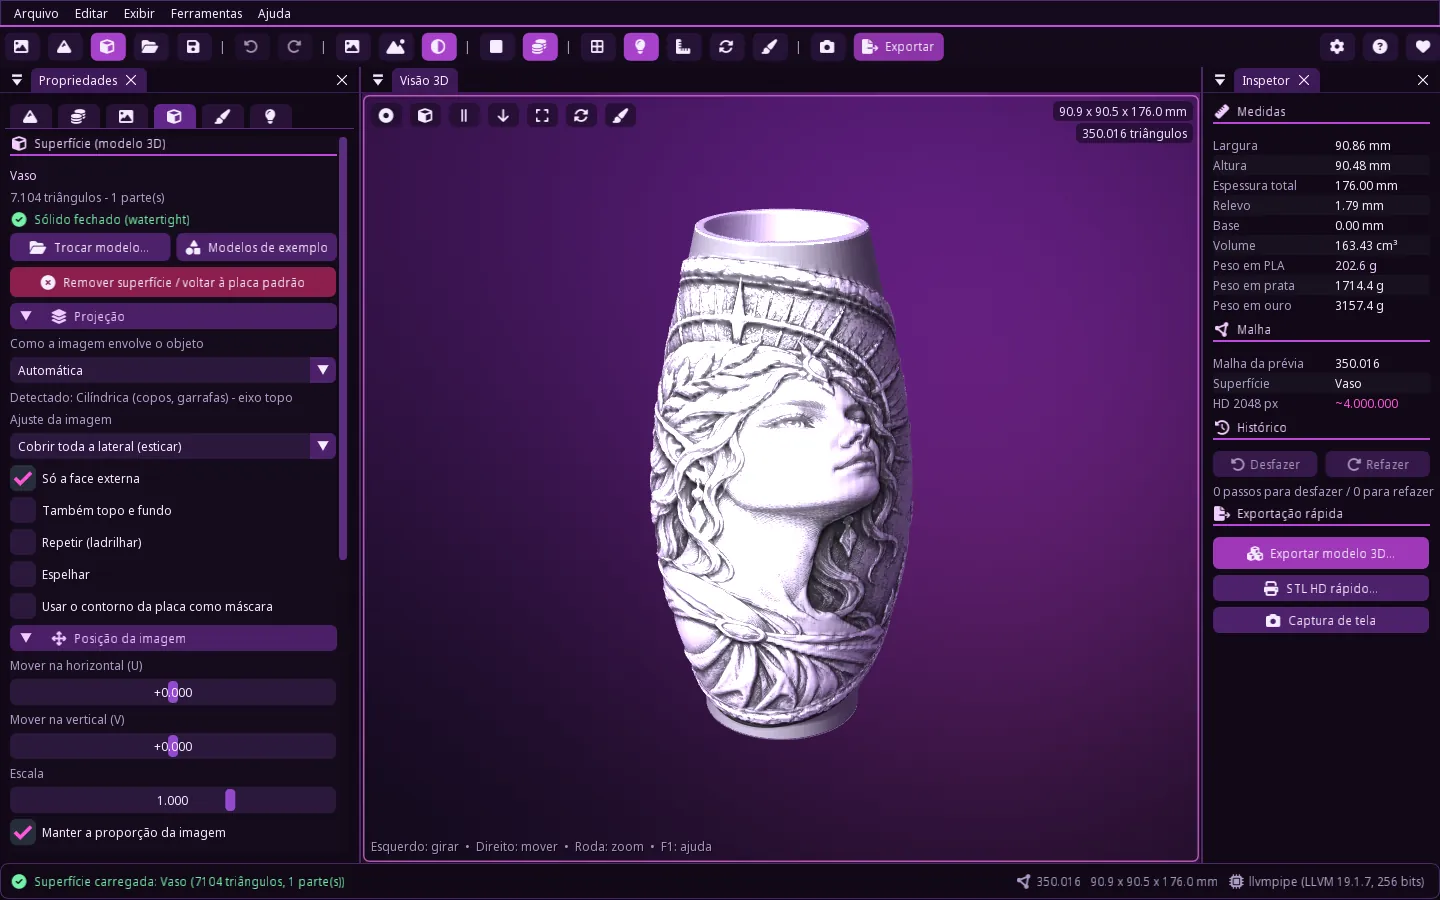 Arquivo Editar Exibir Ferramentas Ajuda
Exportar
Propriedades
Superfície (modelo 3D)
Vaso
7.104 triângulos - 1 parte(s)
Sólido fechado (watertight)
Trocar modelo... Modelos de exemplo
Remover superfície / voltar à placa padrão
Projeção
Como a imagem envolve o objeto
Automática
Detectado: Cilíndrica (copos, garrafas) - eixo topo
Ajuste da imagem
Cobrir toda a lateral (esticar)
Só a face externa
Também topo e fundo
Repetir (ladrilhar)
Espelhar
Usar o contorno da placa como máscara
Posição da imagem
Mover na horizontal (U)
+0.000
Mover na vertical (V)
+0.000
Escala
1.000
Manter a proporção da imagem
Visão 3D
90.9 x 90.5 x 176.0 mm
350.016 triângulos
Esquerdo: girar • Direito: mover • Roda: zoom • F1: ajuda
Inspetor
Medidas
Largura 90.86 mm
Altura 90.48 mm
Espessura total 176.00 mm
Relevo 1.79 mm
Base 0.00 mm
Volume 163.43 cm³
Peso em PLA 202.6 g
Peso em prata 1714.4 g
Peso em ouro 3157.4 g
Malha
Malha da prévia 350.016
Superfície Vaso
HD 2048 px ~4.000.000
Histórico
Desfazer Refazer
0 passos para desfazer / 0 para refazer
Exportação rápida
Exportar modelo 3D...
STL HD rápido...
Captura de tela
Superfície carregada: Vaso (7104 triângulos, 1 parte(s))
350.016 90.9 x 90.5 x 176.0 mm llvmpipe (LLVM 19.1.7, 256 bits)